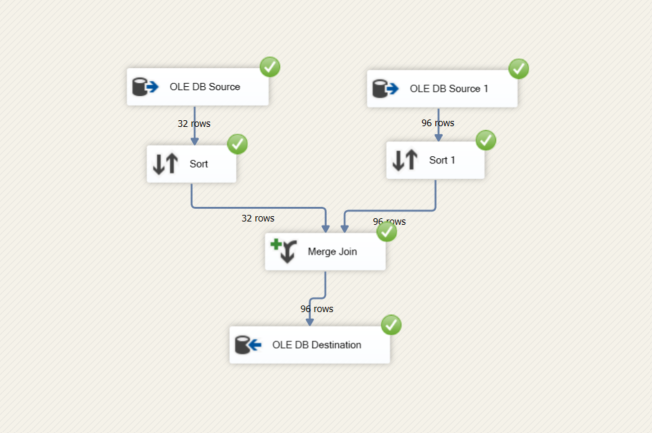 OLE DB Source
OLE DB Source 1
32 rows
96 rows
Sort
Sort 1
32 rows
96 rows
Merge Join
96 rows
OLE DB Destination